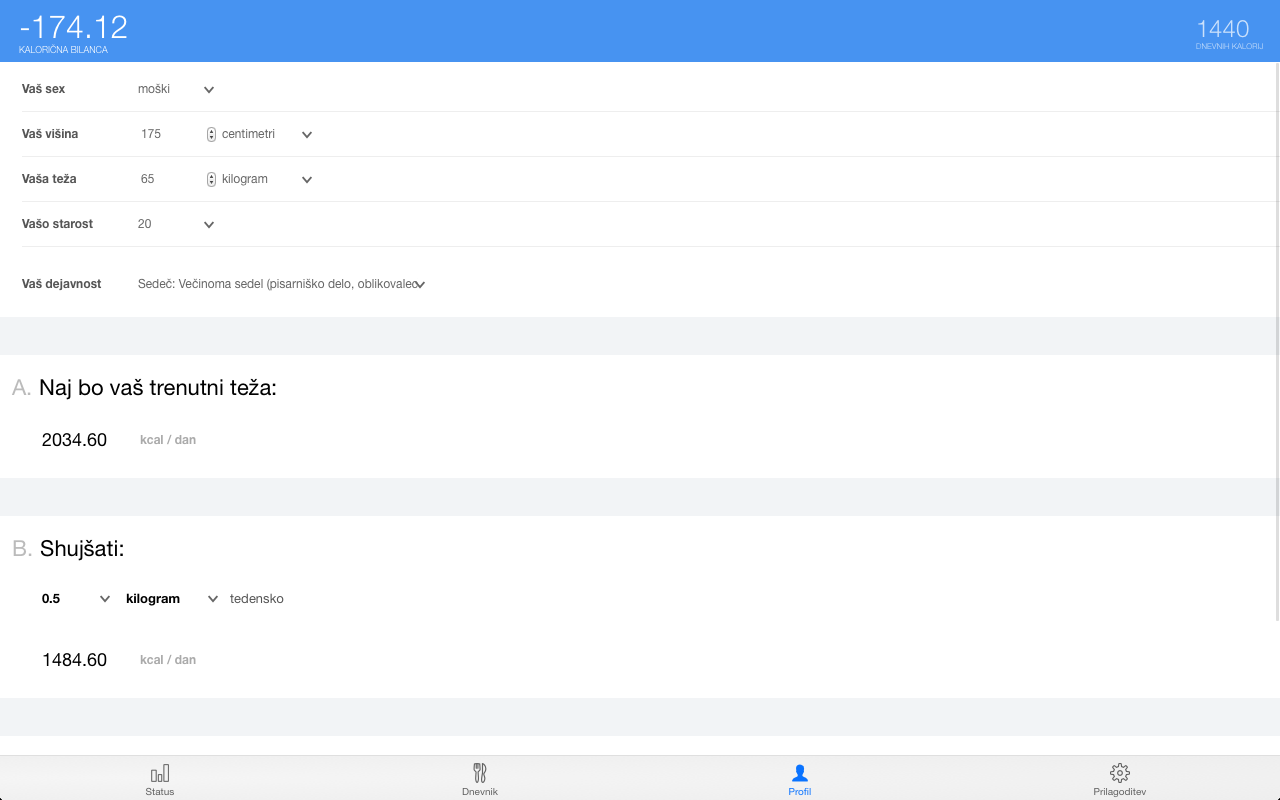 -174.12
KALORIČNA BILANCA
1440
DNEVNIH KALORIJ
Vaš sex moški
Vaš višina 175 centimetri
Vaša teža 65 kilogram
Vašo starost 20
Vaš dejavnost Sedeč: Večinoma sedel (pisarniško delo, oblikovalec
A. Naj bo vaš trenutni teža:
2034.60 kcal / dan
B. Shujšati:
0.5 kilogram tedensko
1484.60 kcal / dan
Status Dnevnik Profil Prilagoditev